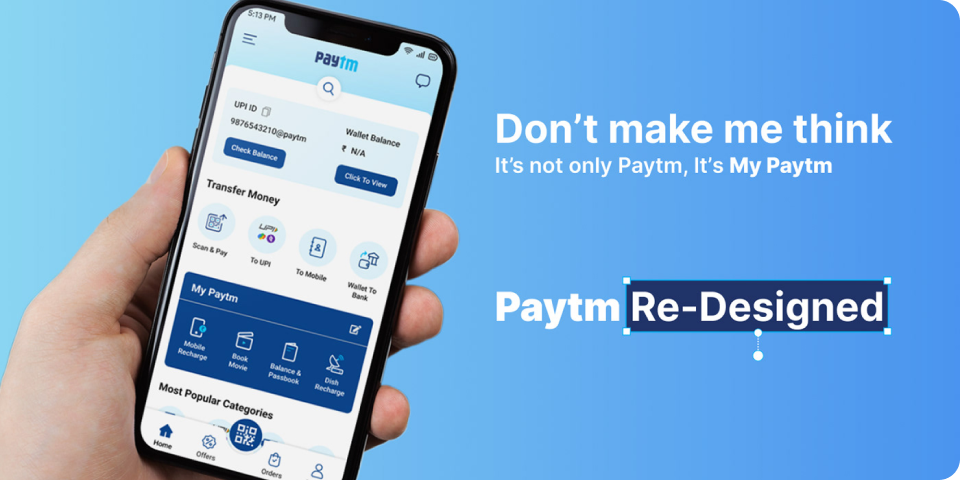 5:13 PM
paytm
UPI ID
9876543210@paytm
Check Balance
Wallet Balance
₹ N/A
Click To View
Transfer Money
Scan & Pay
To UPI
To Mobile
Wallet To
Bank
My Paytm
Mobile
Recharge
Book
Movie
Balance &
Passbook
Dish
Recharge
Most Popular Categories
Home
Offers
Orders
Don't make me think
It's not only Paytm, It's My Paytm
Paytm Re-Designed